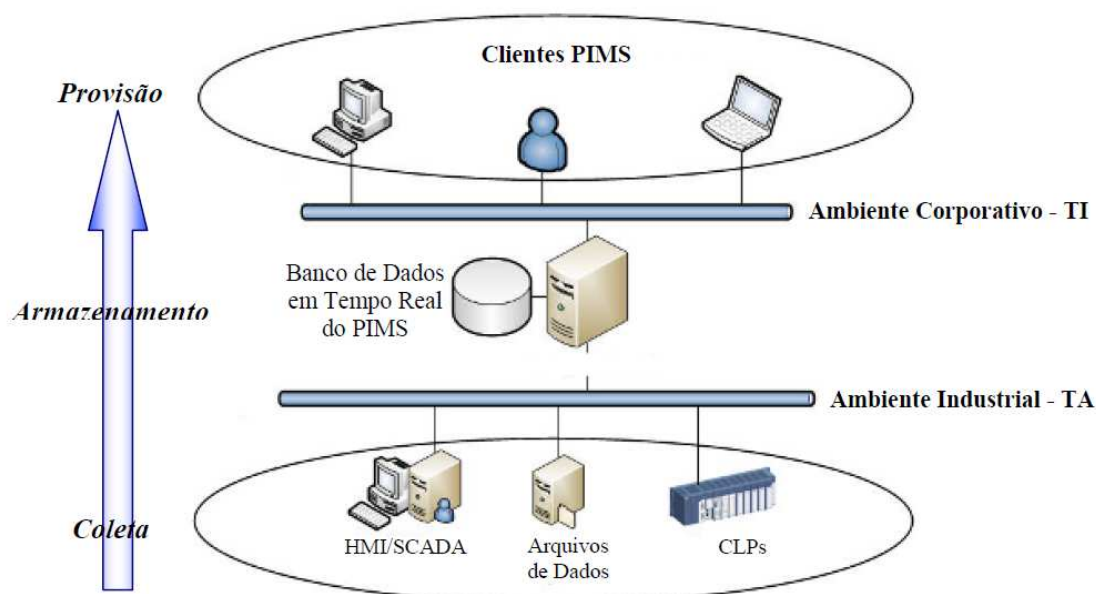 Clientes PIMS
Provisão
Ambiente Corporativo - TI
Banco de Dados
em Tempo Real
do PIMS
Armazenamento
Ambiente Industrial - TA
Coleta
HMI/SCADA
Arquivos
de Dados
CLPs